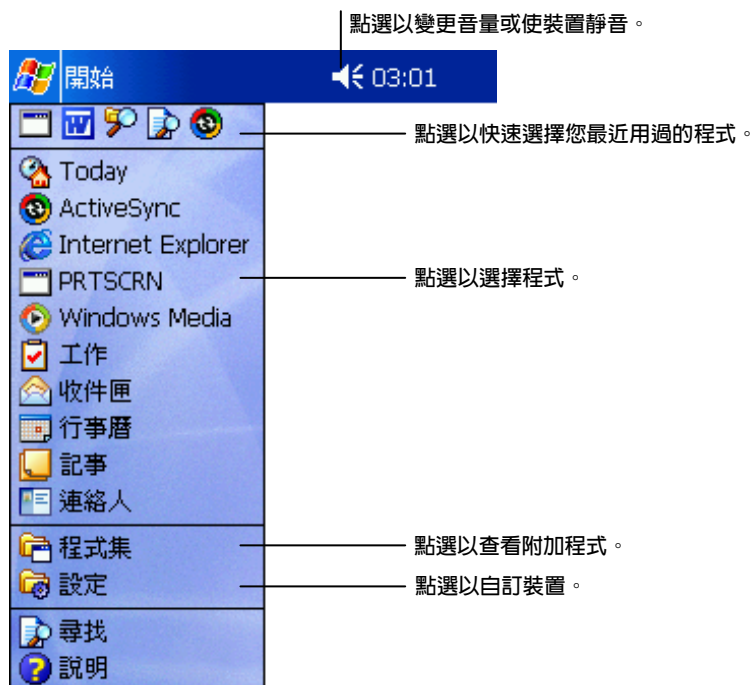 點選以變更音量或使裝置靜音。
開始 03:01
點選以快速選擇您最近用過的程式。
Today
ActiveSync
Internet Explorer
PRTSCRN 點選以選擇程式。
Windows Media
工作
收件匣
行事曆
記事
連絡人
程式集 點選以查看附加程式。
設定 點選以自訂裝置。
尋找
說明